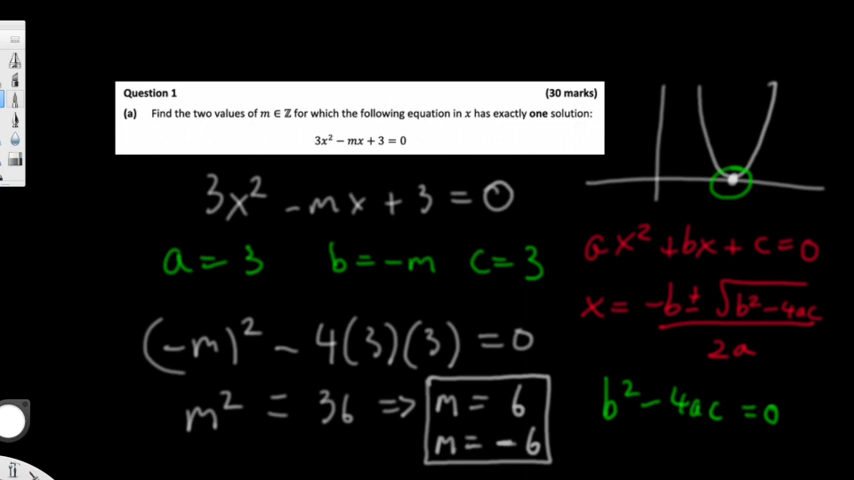 Question 1 (30 marks)
(a) Find the two values of m ∈ ℤ for which the following equation in x has exactly one solution:
3x² − mx + 3 = 0
3x² - mx + 3 = 0
a = 3 b = -m c = 3
(-m)² - 4(3)(3) = 0
m² = 36 => m = 6
m = -6
ax² + bx + c = 0
x = -b ± √b² - 4ac
2a
b² - 4ac = 0